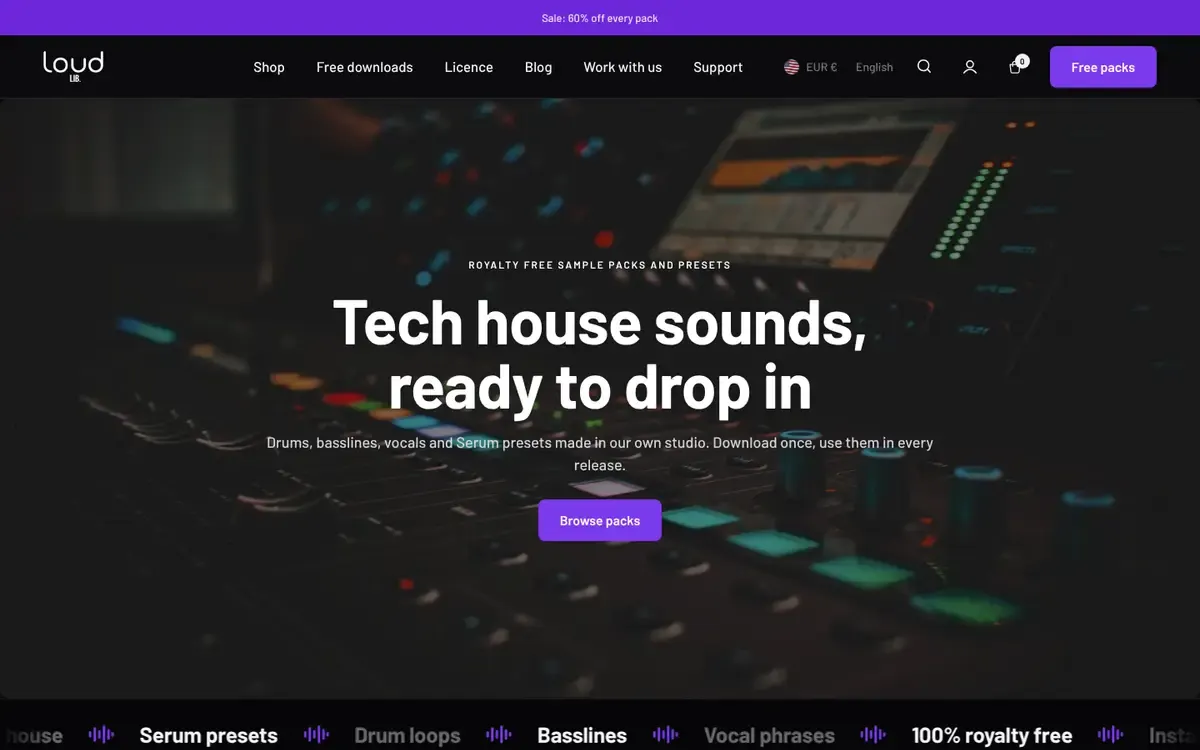 Sale: 60% off every pack
loud
LIB.
Shop
Free downloads
Licence
Blog
Work with us
Support
EUR €
English
0
Free packs
ROYALTY FREE SAMPLE PACKS AND PRESETS
Tech house sounds,
ready to drop in
Drums, basslines, vocals and Serum presets made in our own studio. Download once, use them in every
release.
Browse packs
house
Serum presets
Drum loops
Basslines
Vocal phrases
100% royalty free